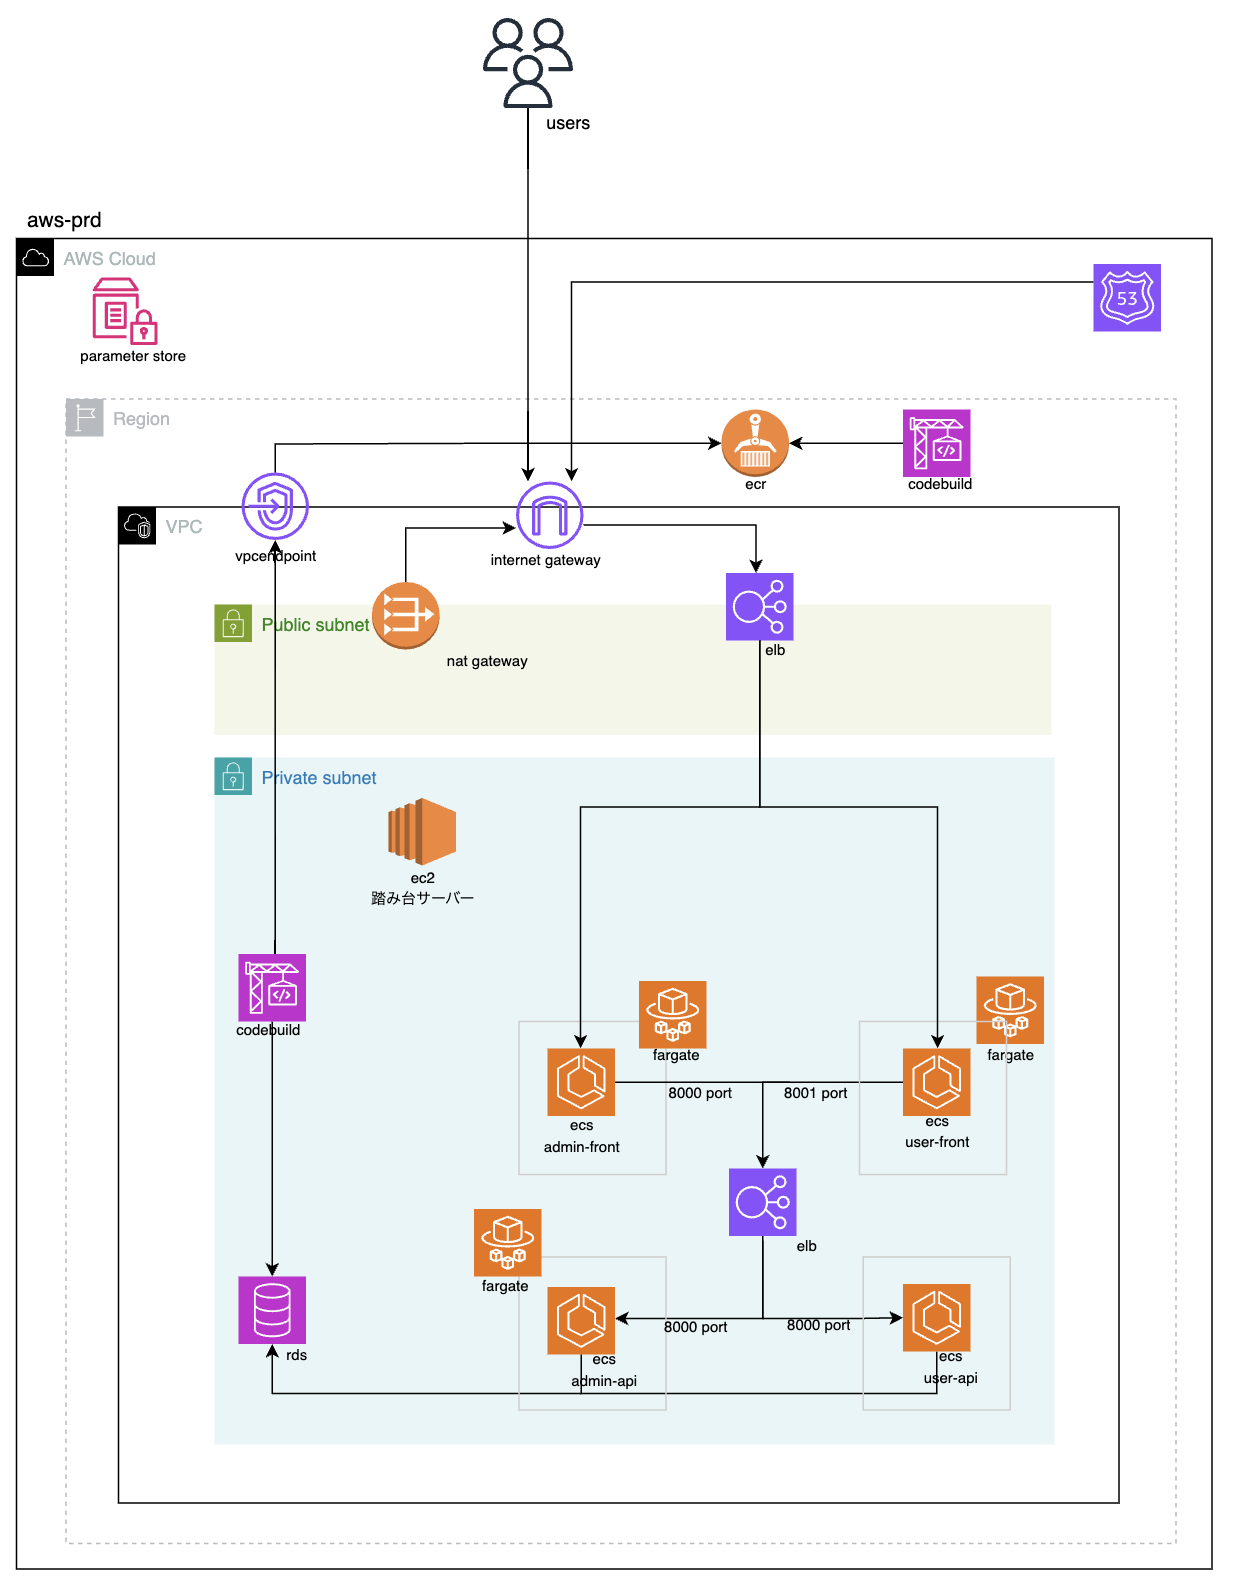 users
aws-prd
AWS Cloud
53
parameter store
Region
ecr
codebuild
VPC
vpcendpoint
internet gateway
Public subnet
nat gateway
elb
Private subnet
ec2
踏み台サーバー
codebuild
fargate
fargate
8000 port
8001 port
ecs
admin-front
ecs
user-front
elb
fargate
8000 port
8000 port
rds
ecs
admin-api
ecs
user-api